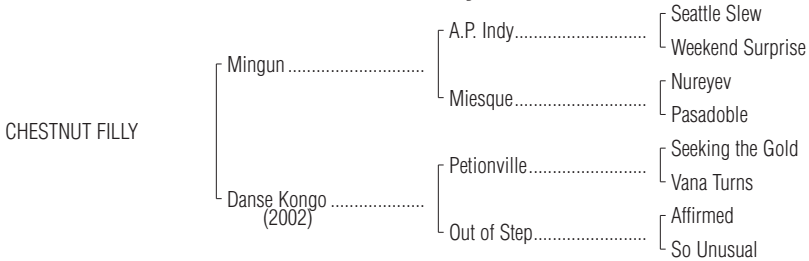 Seattle Slew
A.P. Indy............................
Weekend Surprise
Mingun .............................
Nureyev
Miesque............................
Pasadoble
CHESTNUT FILLY
Seeking the Gold
Petionville.........................
Vana Turns
Danse Kongo ....................
(2002)
Affirmed
Out of Step........................
So Unusual